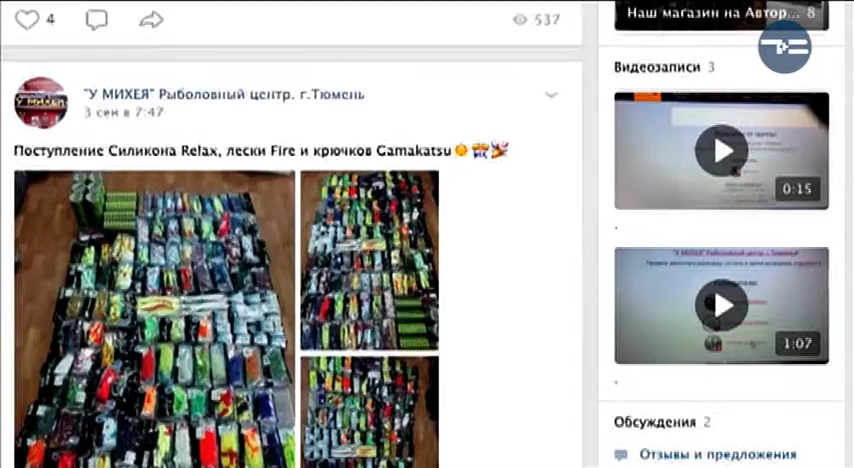 4
537
"У МИХЕЯ" Рыболовный центр. г.Тюмень
3 сен в 7:47
Поступление Силикона Relax, лески Fire и крючков Gamakatsu
У МИХЕЯ
Наш магазин на Автор... 8
Видеозаписи 3
0:15
.
"У МИХЕЯ" Рыболовный центр. г.Тюмень
1:07
.
Обсуждения 2
Отзывы и предложения